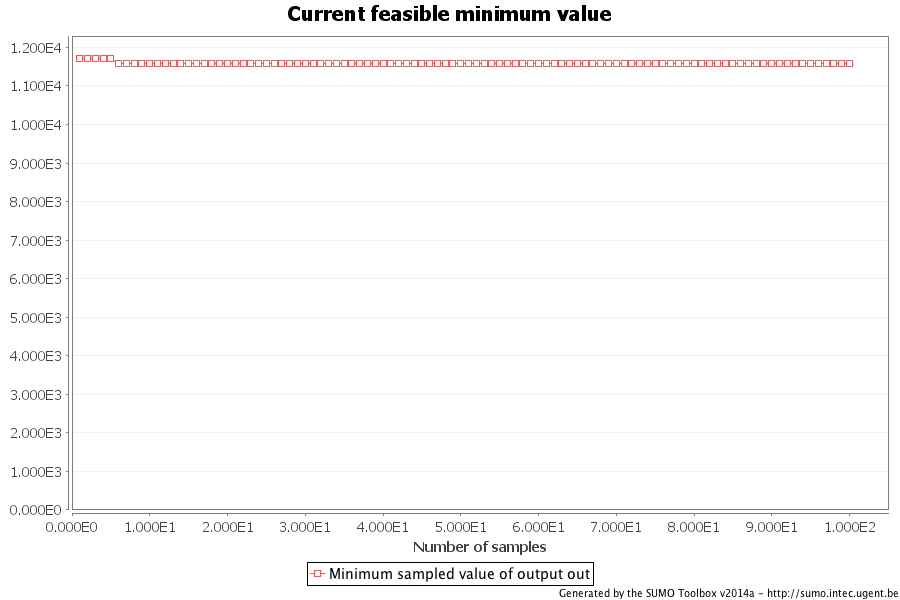 Current feasible minimum value
1.200E4
1.100E4
1.000E4
9.000E3
8.000E3
7.000E3
6.000E3
5.000E3
4.000E3
3.000E3
2.000E3
1.000E3
0.000E0
0.000E0 1.000E1 2.000E1 3.000E1 4.000E1 5.000E1 6.000E1 7.000E1 8.000E1 9.000E1 1.000E2
Number of samples
Minimum sampled value of output out
Generated by the SUMO Toolbox v2014a - http://sumo.intec.ugent.be